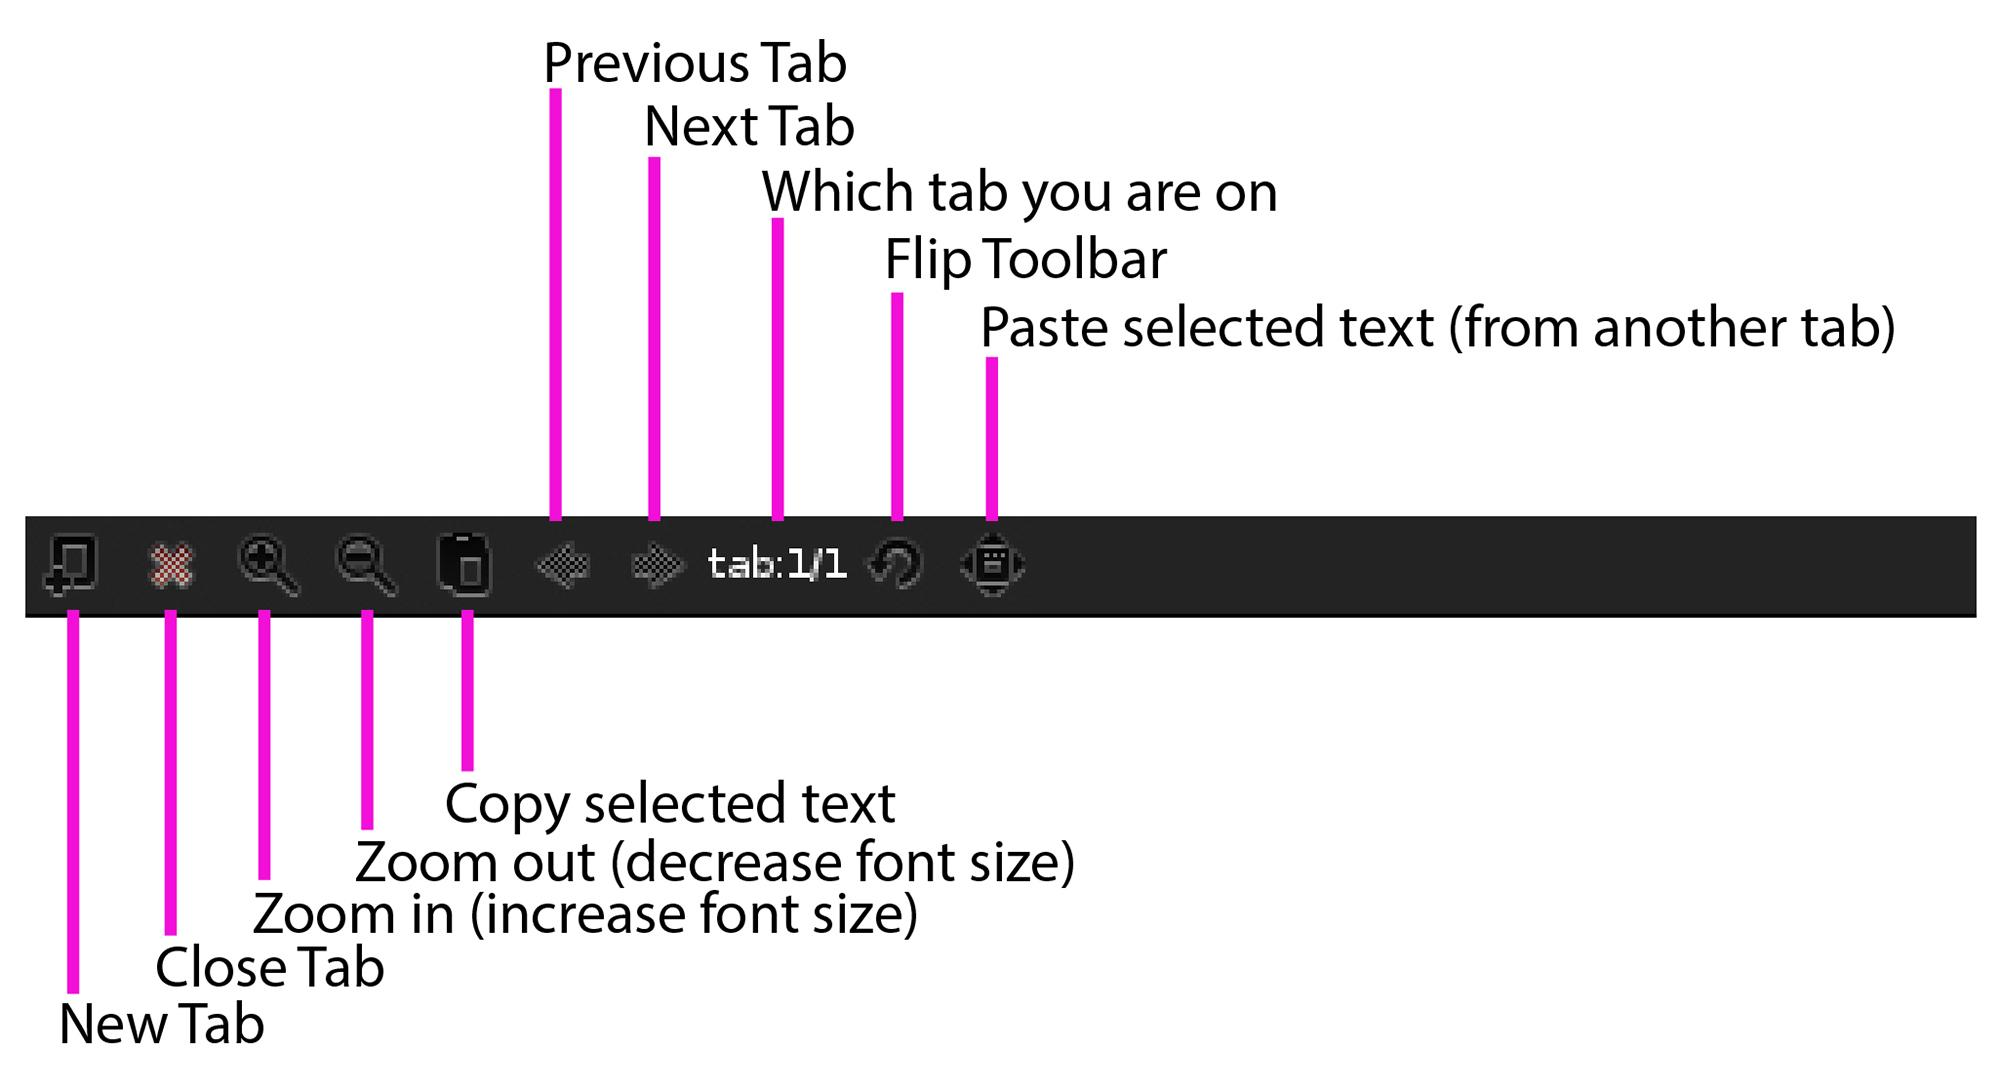 Previous Tab
Next Tab
Which tab you are on
Flip Toolbar
Paste selected text (from another tab)
tab:1/1
Copy selected text
Zoom out (decrease font size)
Zoom in (increase font size)
Close Tab
New Tab